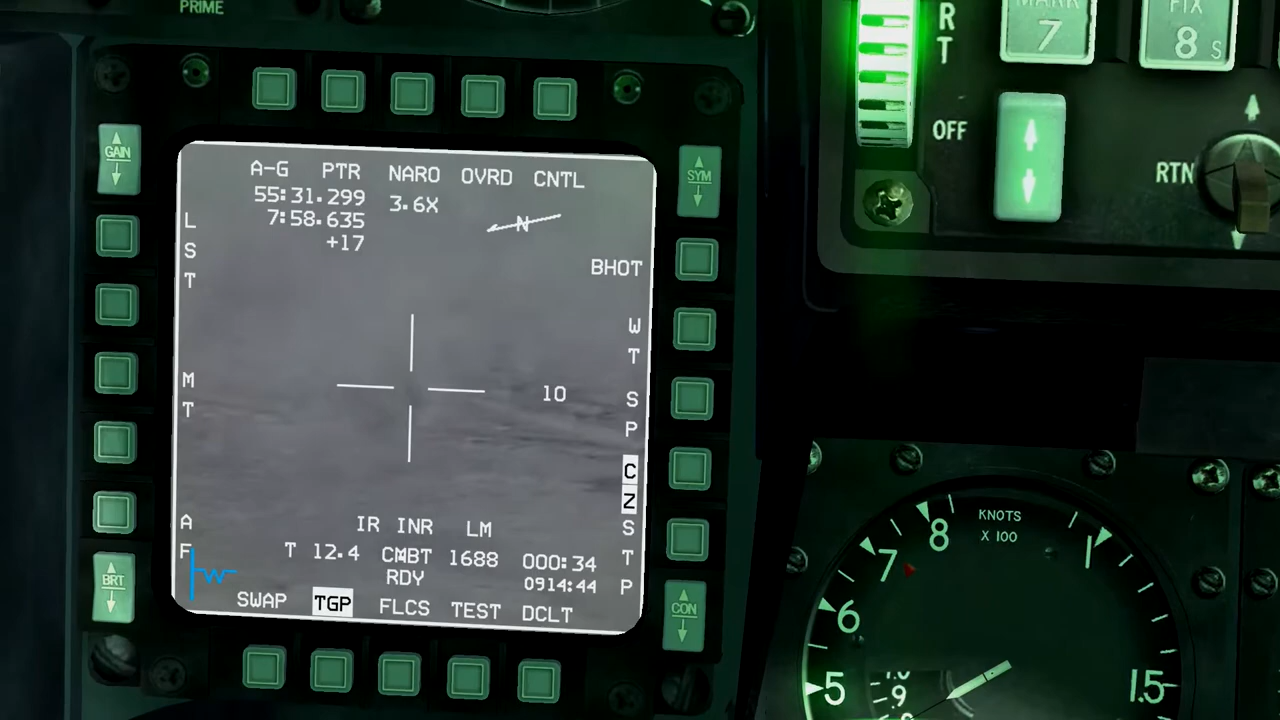 PRIME
R
T
MARK
7
FIX
8 S
OFF
RTN
GAIN
SYM
A-G PTR NARO OVRD CNTL
55:31.299 3.6X
7:58.635
+17
N
BHOT
L
S
T
W
T
M
T
10
S
P
C
Z
S
T
P
A
F
IR INR LM
T 12.4 CMBT 1688 000:34
RDY 0914:44
W
SWAP TGP FLCS TEST DCLT
BRT
CON
KNOTS
X 100
8
7
6
5
1
1.5
1.0
.9